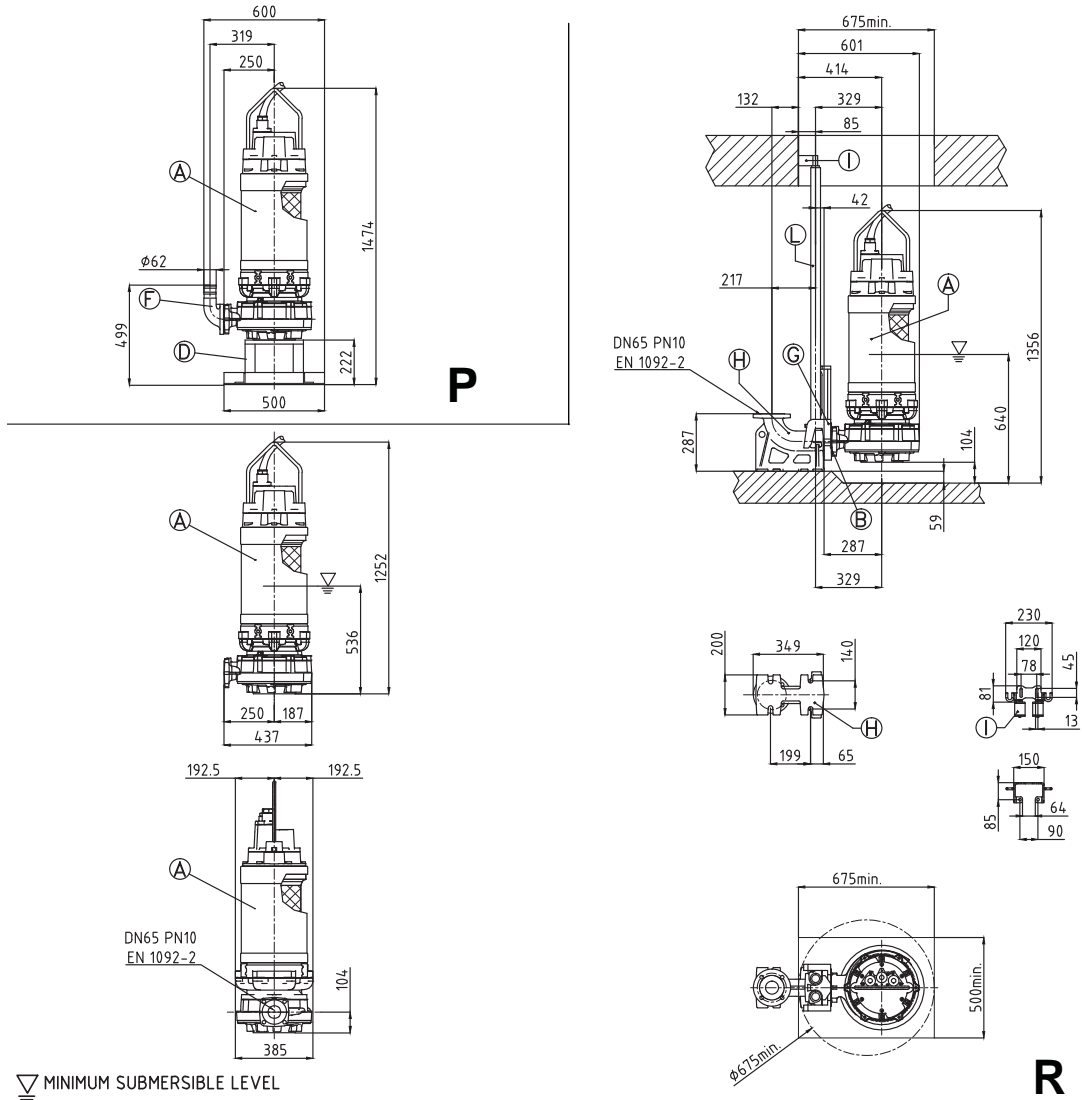 600
319
250
A
1474
Φ62
F
499
D
222
500
P
A
1252
536
250
187
437
192.5
192.5
A
DN65 PN10
EN 1092-2
104
385
MINIMUM SUBMERSIBLE LEVEL
675min.
601
414
132
329
85
I
42
L
217
A
DN65 PN10
EN 1092-2
H
G
1356
640
287
104
B
59
287
329
200
349
140
H
199
65
230
120
78
45
81
I
13
150
85
64
90
675min.
500min.
Φ675min.
R